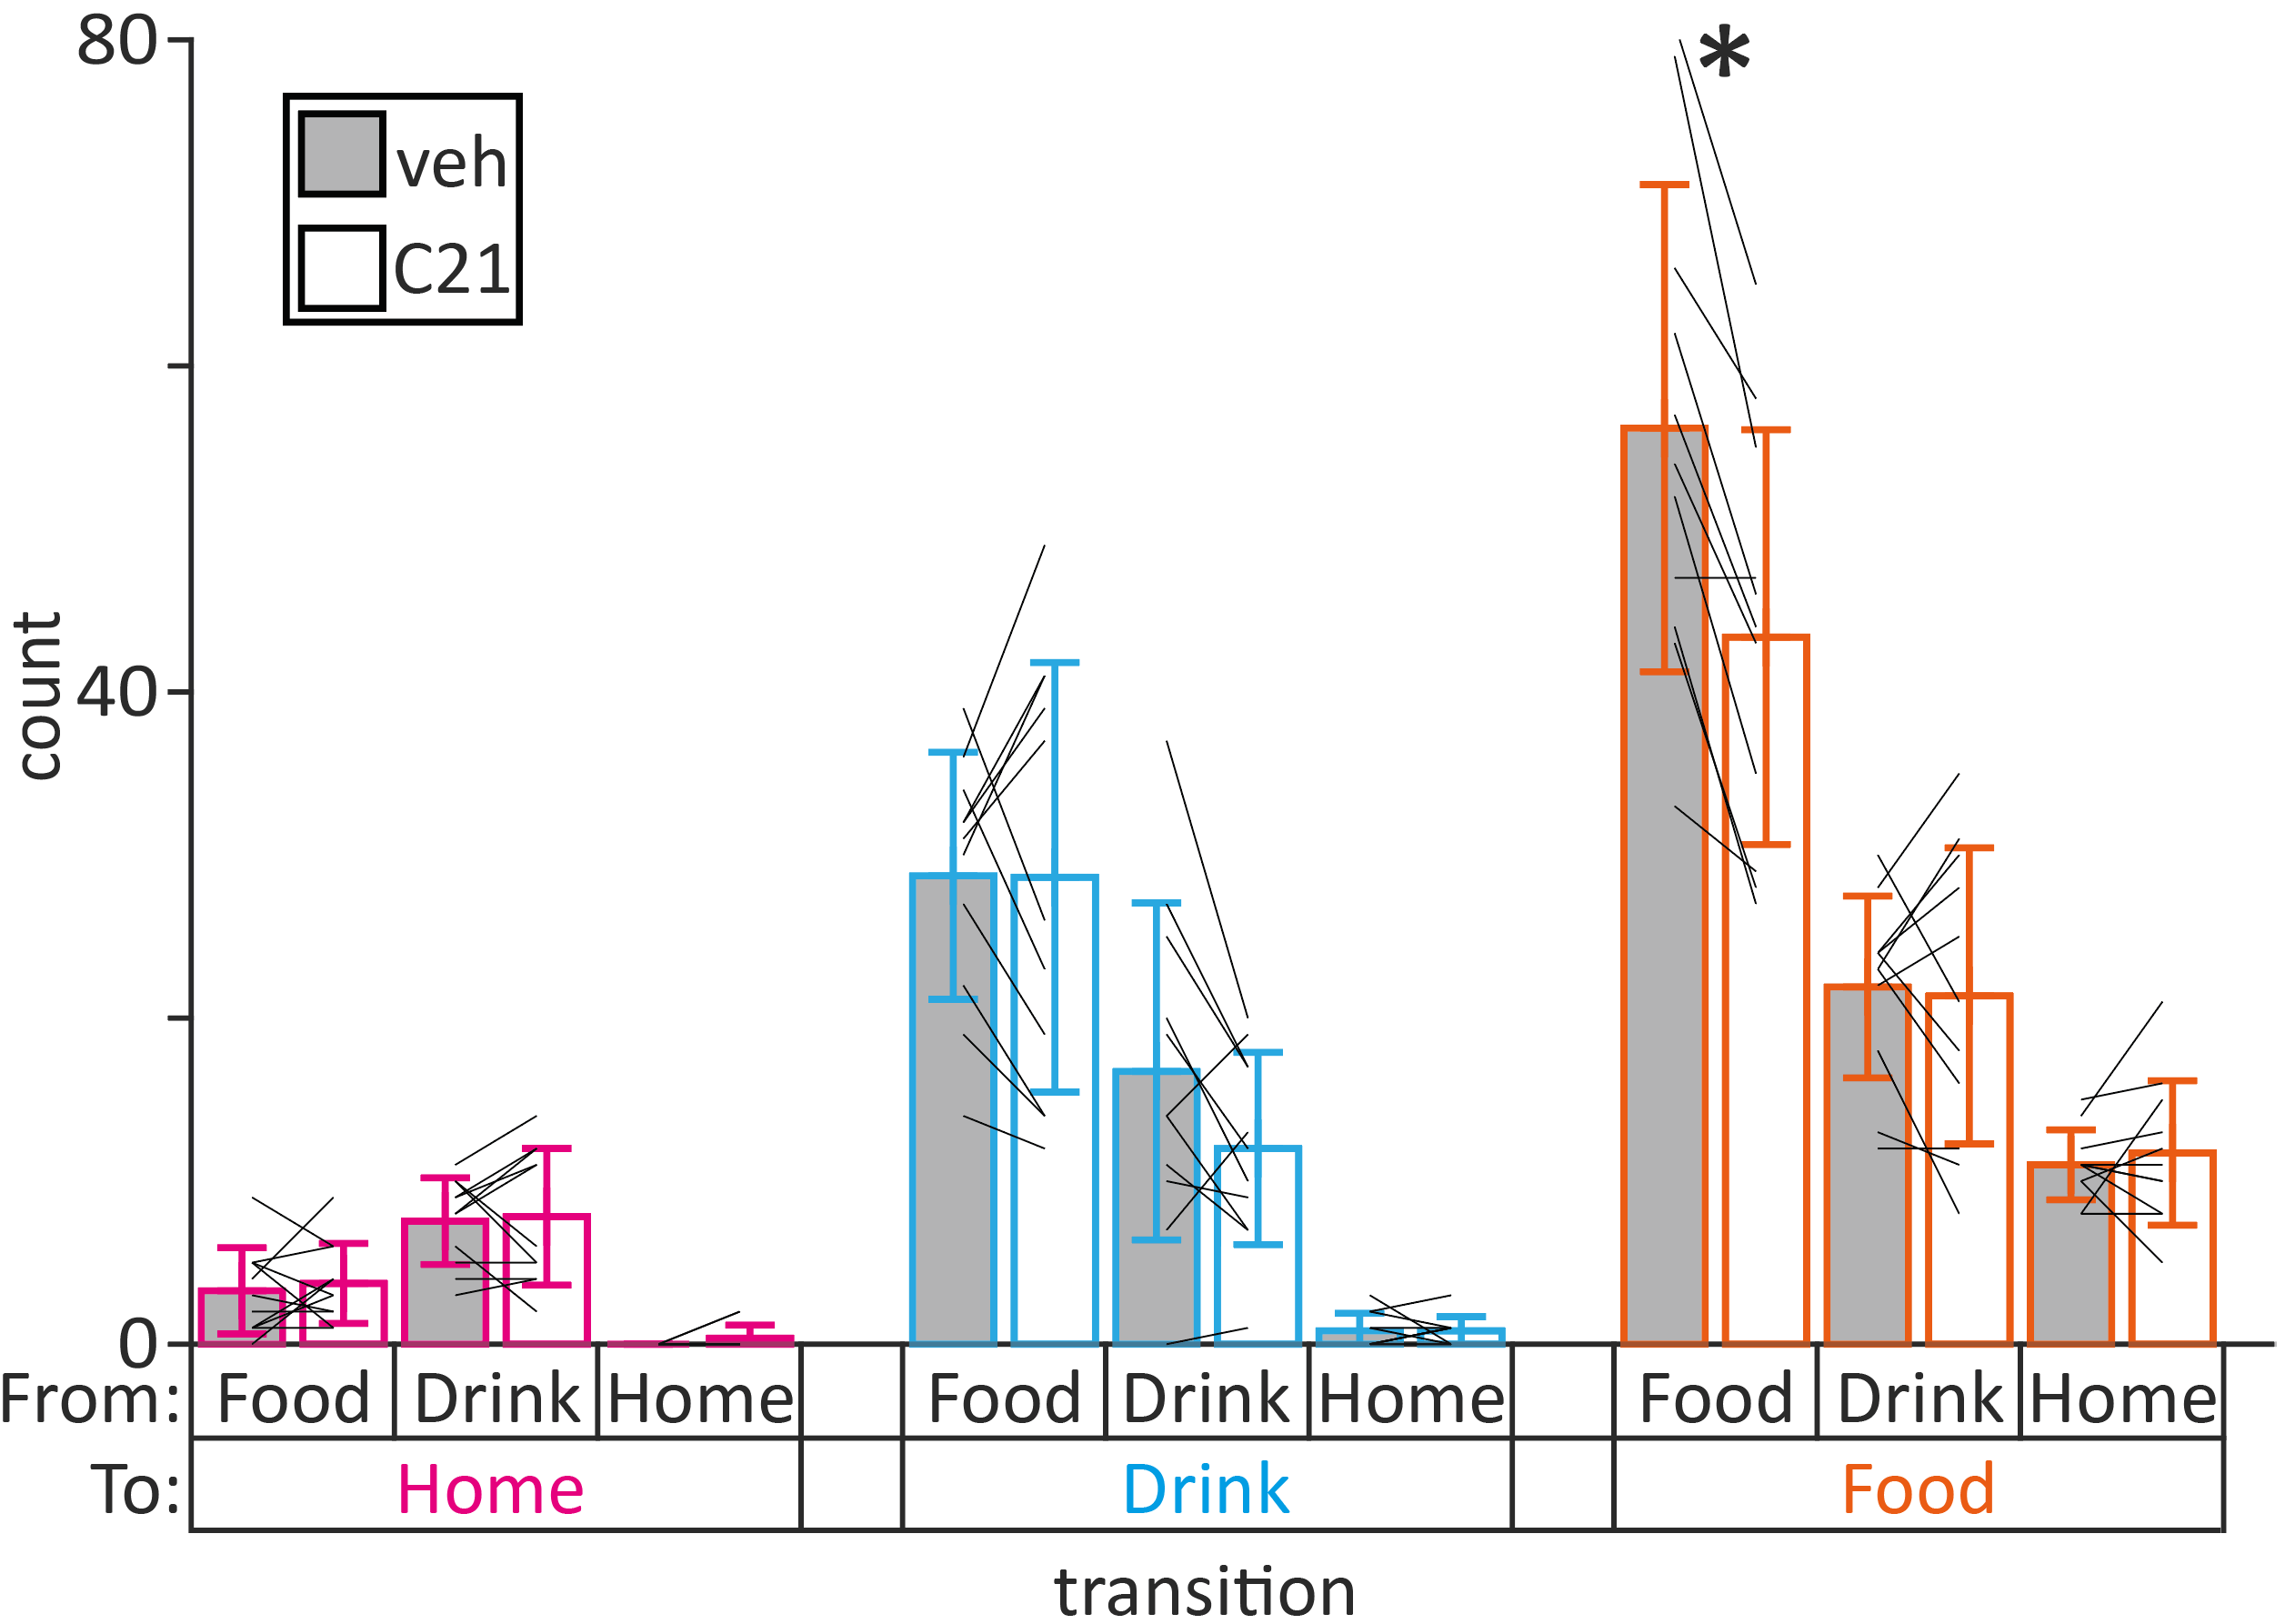 80
*
veh
C21
count
40
0
From: Food Drink Home Food Drink Home Food Drink Home
To: Home Drink Food
transition